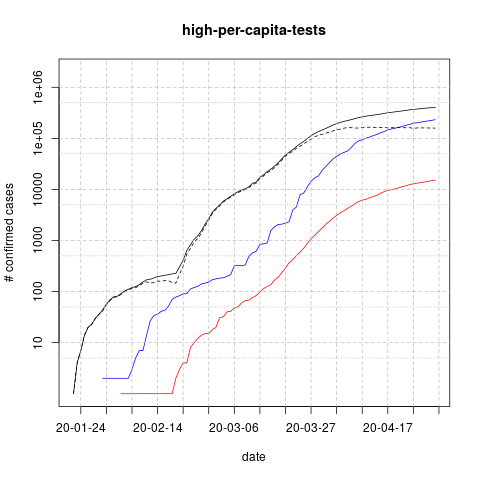 high-per-capita-tests
# confirmed cases
1e+06
1e+05
10000
1000
100
10
20-01-24 20-02-14 20-03-06 20-03-27 20-04-17
date